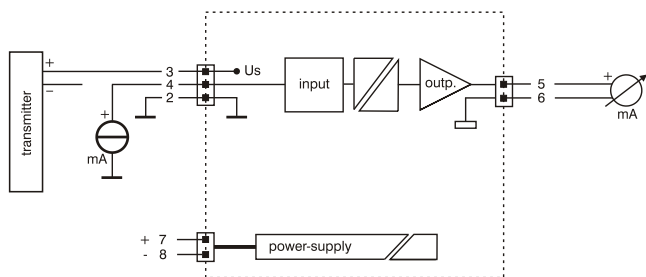 transmitter
+
−
3
4
2
Us
+
mA
input
outp.
5
6
+
mA
+ 7
- 8
power-supply